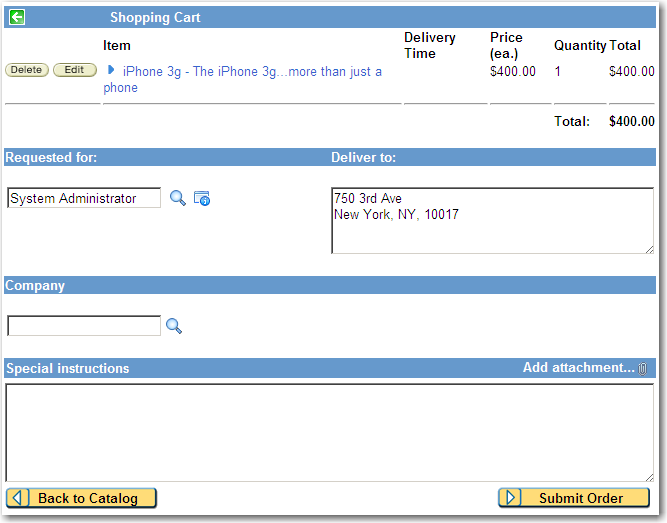 Shopping Cart
Item Delivery Time Price (ea.) Quantity Total
Delete Edit iPhone 3g - The iPhone 3g...more than just a phone $400.00 1 $400.00
Total: $400.00
Requested for: Deliver to:
System Administrator 750 3rd Ave
New York, NY, 10017
Company
Special instructions Add attachment...
Back to Catalog Submit Order